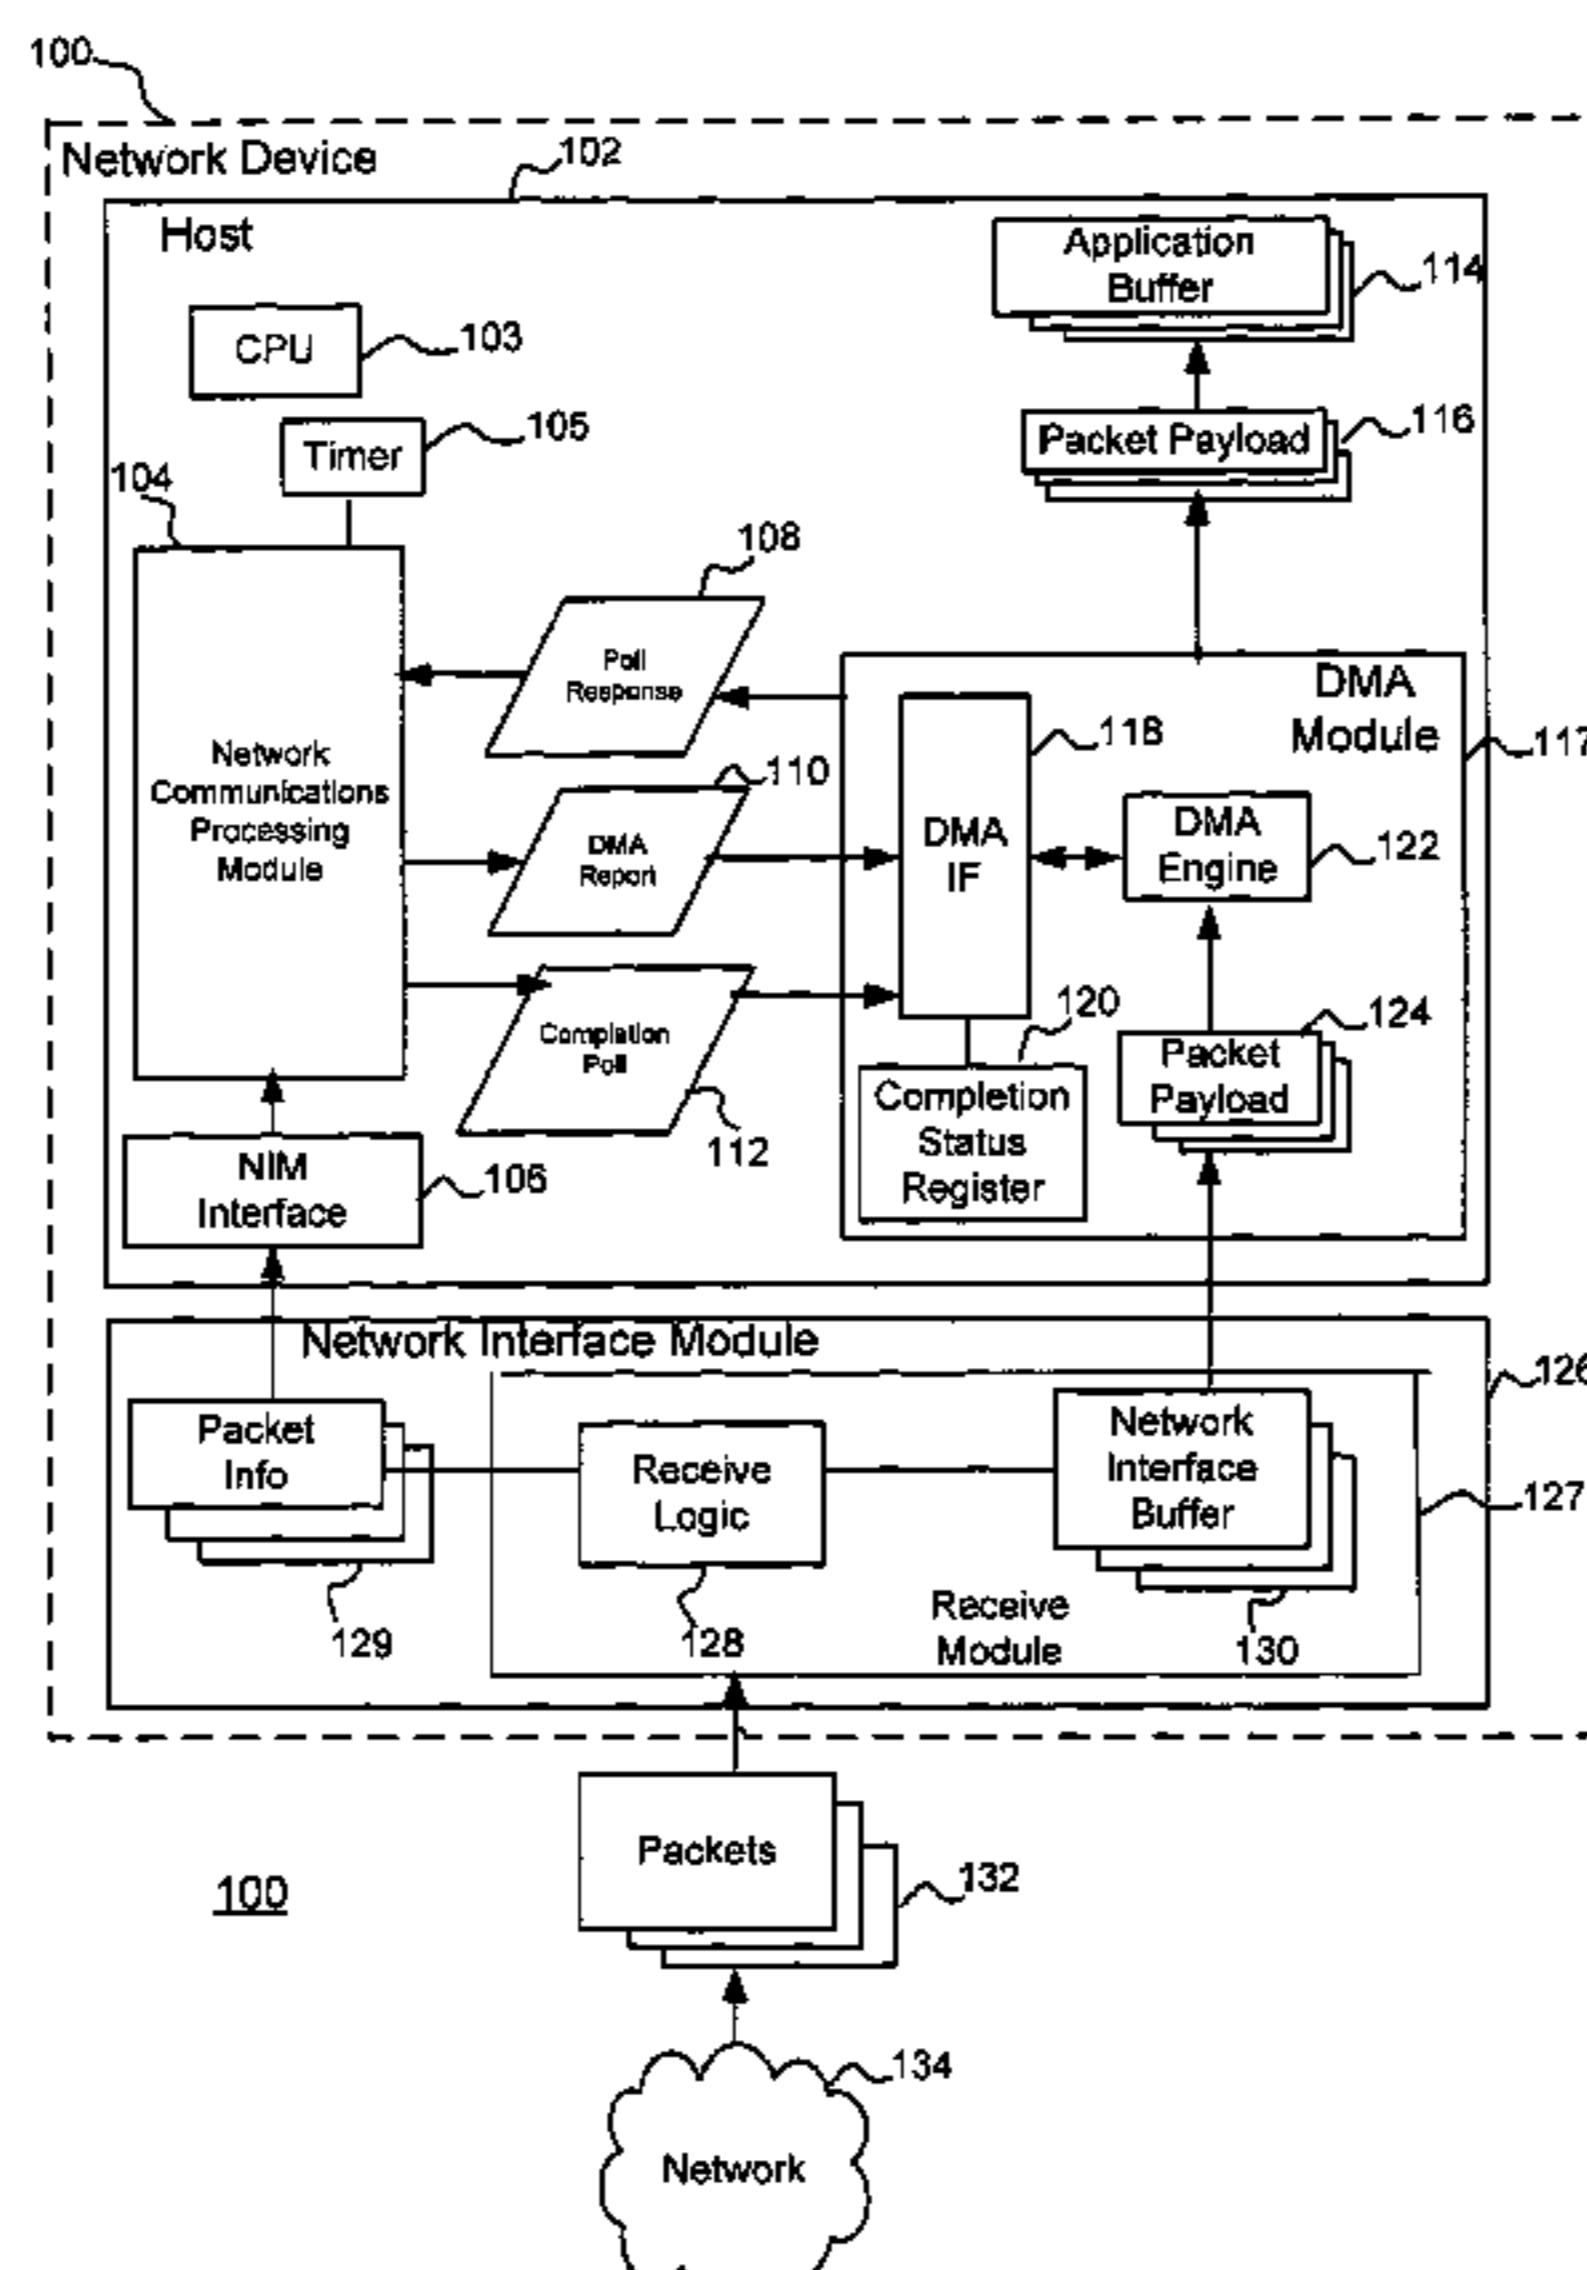 100
Network Device
102
Host
Application
Buffer
114
CPU
103
Timer
105
Packet Payload
116
104
108
Poll
Response
DMA
Module
117
118
110
Network
Communications
Processing
Module
DMA
Report
DMA
IF
DMA
Engine
122
Completion
Poll
112
120
124
Packet
Payload
Completion
Status
Register
NIM
Interface
106
Network Interface Module
126
Packet
Info
Receive
Logic
Network
Interface
Buffer
127
129
128
Receive
Module
130
Packets
132
100
134
Network